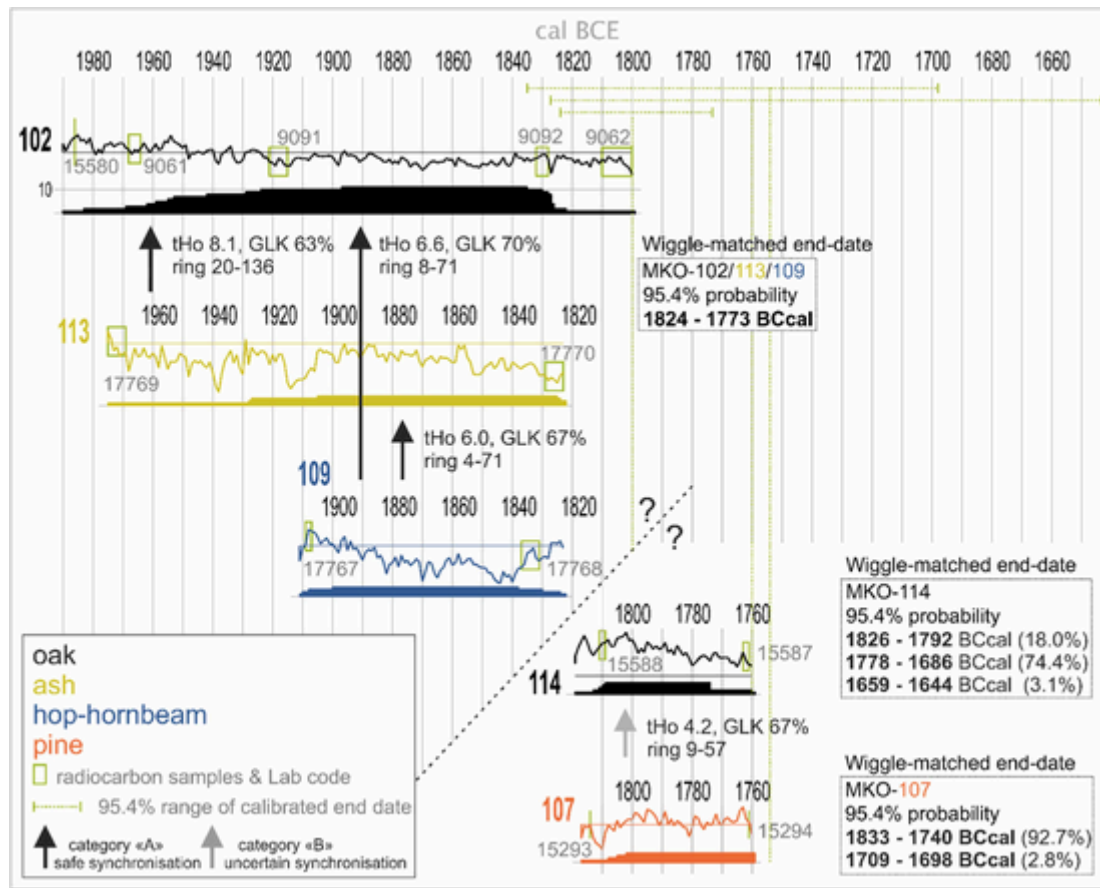 cal BCE
1980 1960 1940 1920 1900 1880 1860 1840 1820 1800 1780 1760 1740 1720 1700 1680 1660
102
9091
9092 9062
15580 9061
10
tHo 8.1, GLK 63%
ring 20-136
tHo 6.6, GLK 70%
ring 8-71
Wiggle-matched end-date
MKO-102/113/109
95.4% probability
1824 - 1773 BCcal
1960 1940 1920 1900 1880 1860 1840 1820
113
17770
17769
tHo 6.0, GLK 67%
ring 4-71
109
1900 1880 1860 1840 1820
17767
17768
?
?
Wiggle-matched end-date
MKO-114
95.4% probability
1826 - 1792 BCcal (18.0%)
1778 - 1686 BCcal (74.4%)
1659 - 1644 BCcal (3.1%)
1800 1780 1760
15588
15587
114
tHo 4.2, GLK 67%
ring 9-57
Wiggle-matched end-date
MKO-107
95.4% probability
1833 - 1740 BCcal (92.7%)
1709 - 1698 BCcal (2.8%)
1800 1780 1760
107
15293
15294
oak
ash
hop-hornbeam
pine
radiocarbon samples & Lab code
95.4% range of calibrated end date
category «A»
safe synchronisation
category «B»
uncertain synchronisation